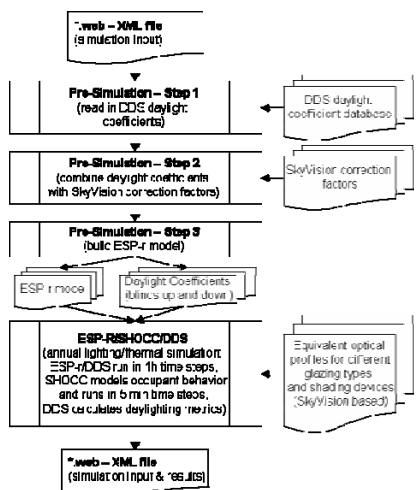 *.web – XML file
(simulation input)
Pre-Simulation – Step 1
(read in DDS daylight
coefficients)
DDS daylight
coefficient database
Pre-Simulation – Step 2
(combine daylight coefficients
with SkyVision correction factors)
SkyVision correction
factors
Pre-Simulation – Step 3
(build ESP-r model)
ESP-r model
Daylight Coefficients
(blinds up and down)
ESP-R/SHOCC/DDS
(annual lighting/thermal simulation:
ESP-r/DDS run in 1h time steps,
SHOCC models occupant behavior
and runs in 5 min time steps,
DDS calculates daylighting metrics)
Equivalent optical
profiles for different
glazing types
and shading devices
(SkyVision based)
*.web – XML file
(simulation input & results)